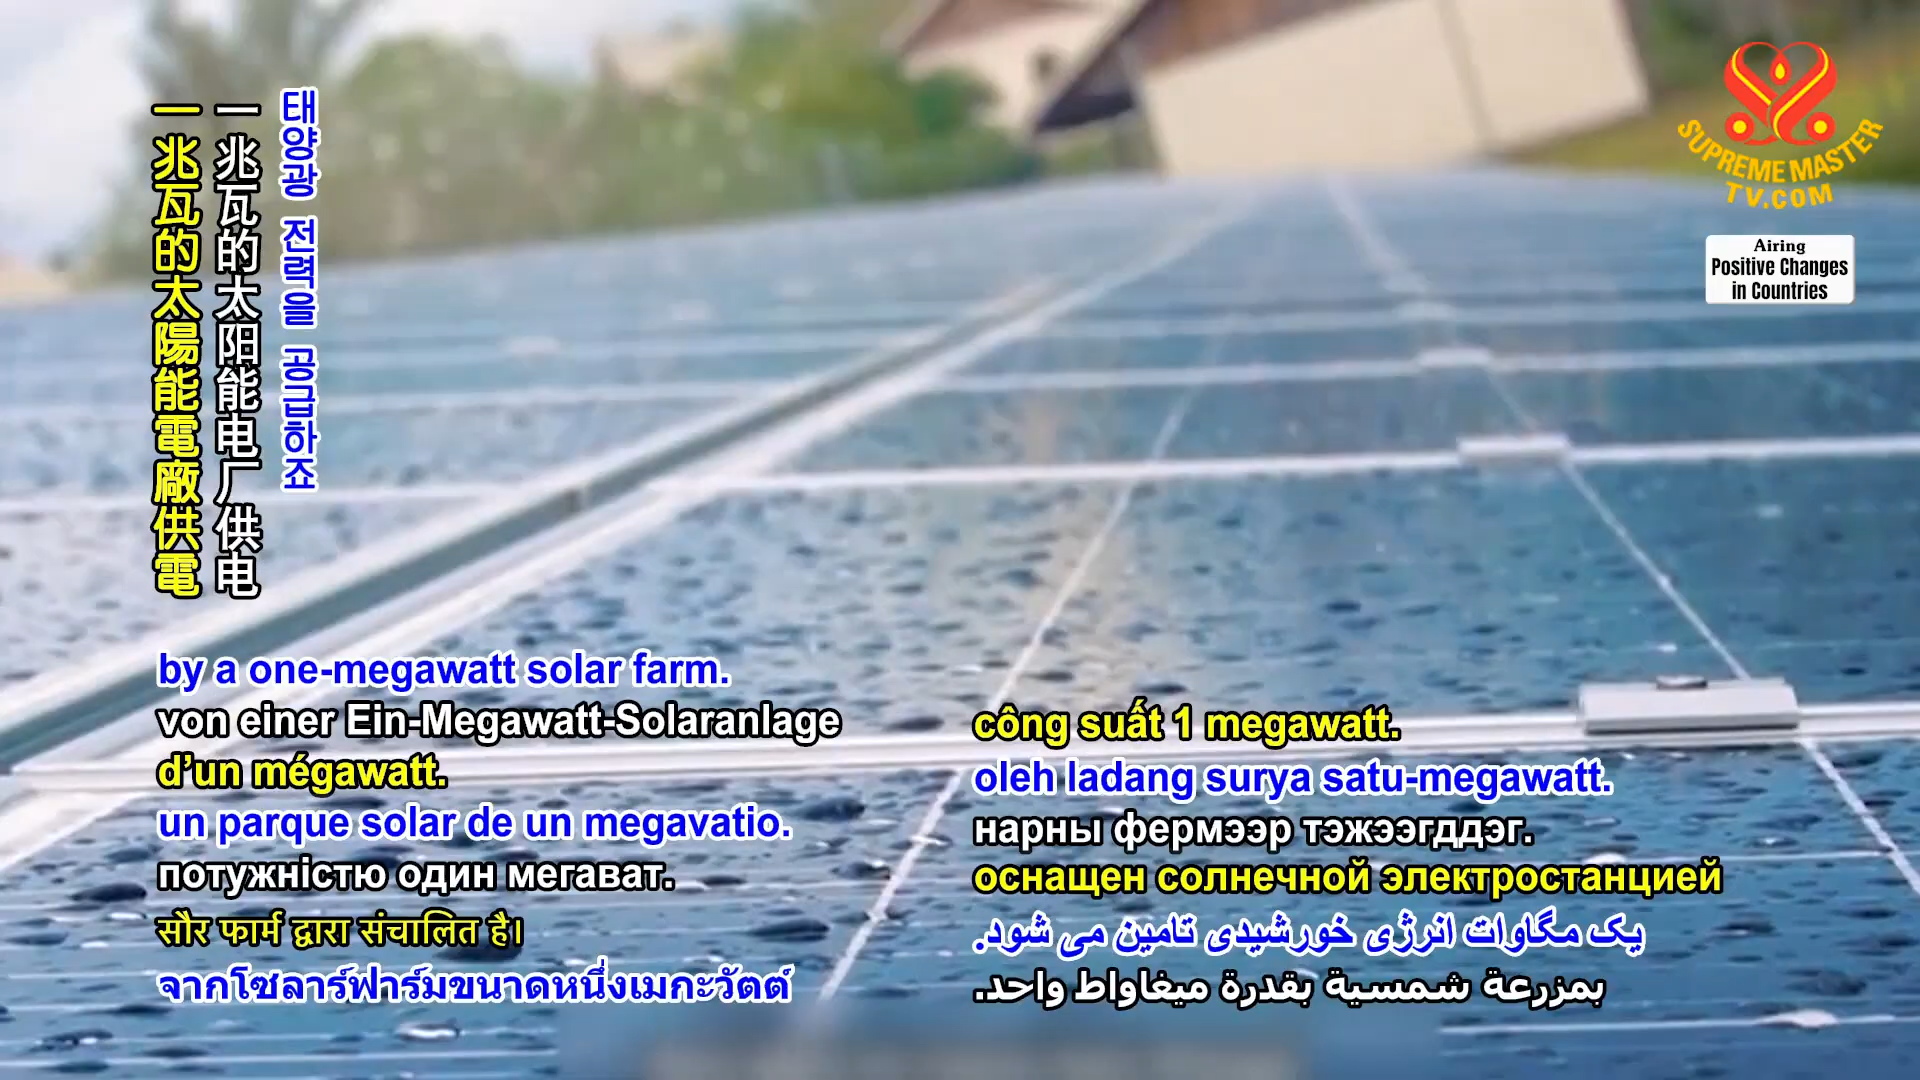 태양광 전력을 공급하죠
一兆瓦的太阳能电厂供电
一兆瓦的太陽能電廠供電
SUPREME MASTER
TV.COM
Airing
Positive Changes
in Countries
by a one-megawatt solar farm.
von einer Ein-Megawatt-Solaranlage
d’un mégawatt.
un parque solar de un megavatio.
потужністю один мегават.
सौर फार्म द्वारा संचालित है।
จากโซลาร์ฟาร์มขนาดหนึ่งเมกะวัตต์
công suất 1 megawatt.
oleh ladang surya satu-megawatt.
нарны фермээр тэжээгддэг.
оснащен солнечной электростанцией
یک مگاوات انرژی خورشیدی تامین می شود.
بمزرعة شمسية بقدرة ميغاواط واحد.